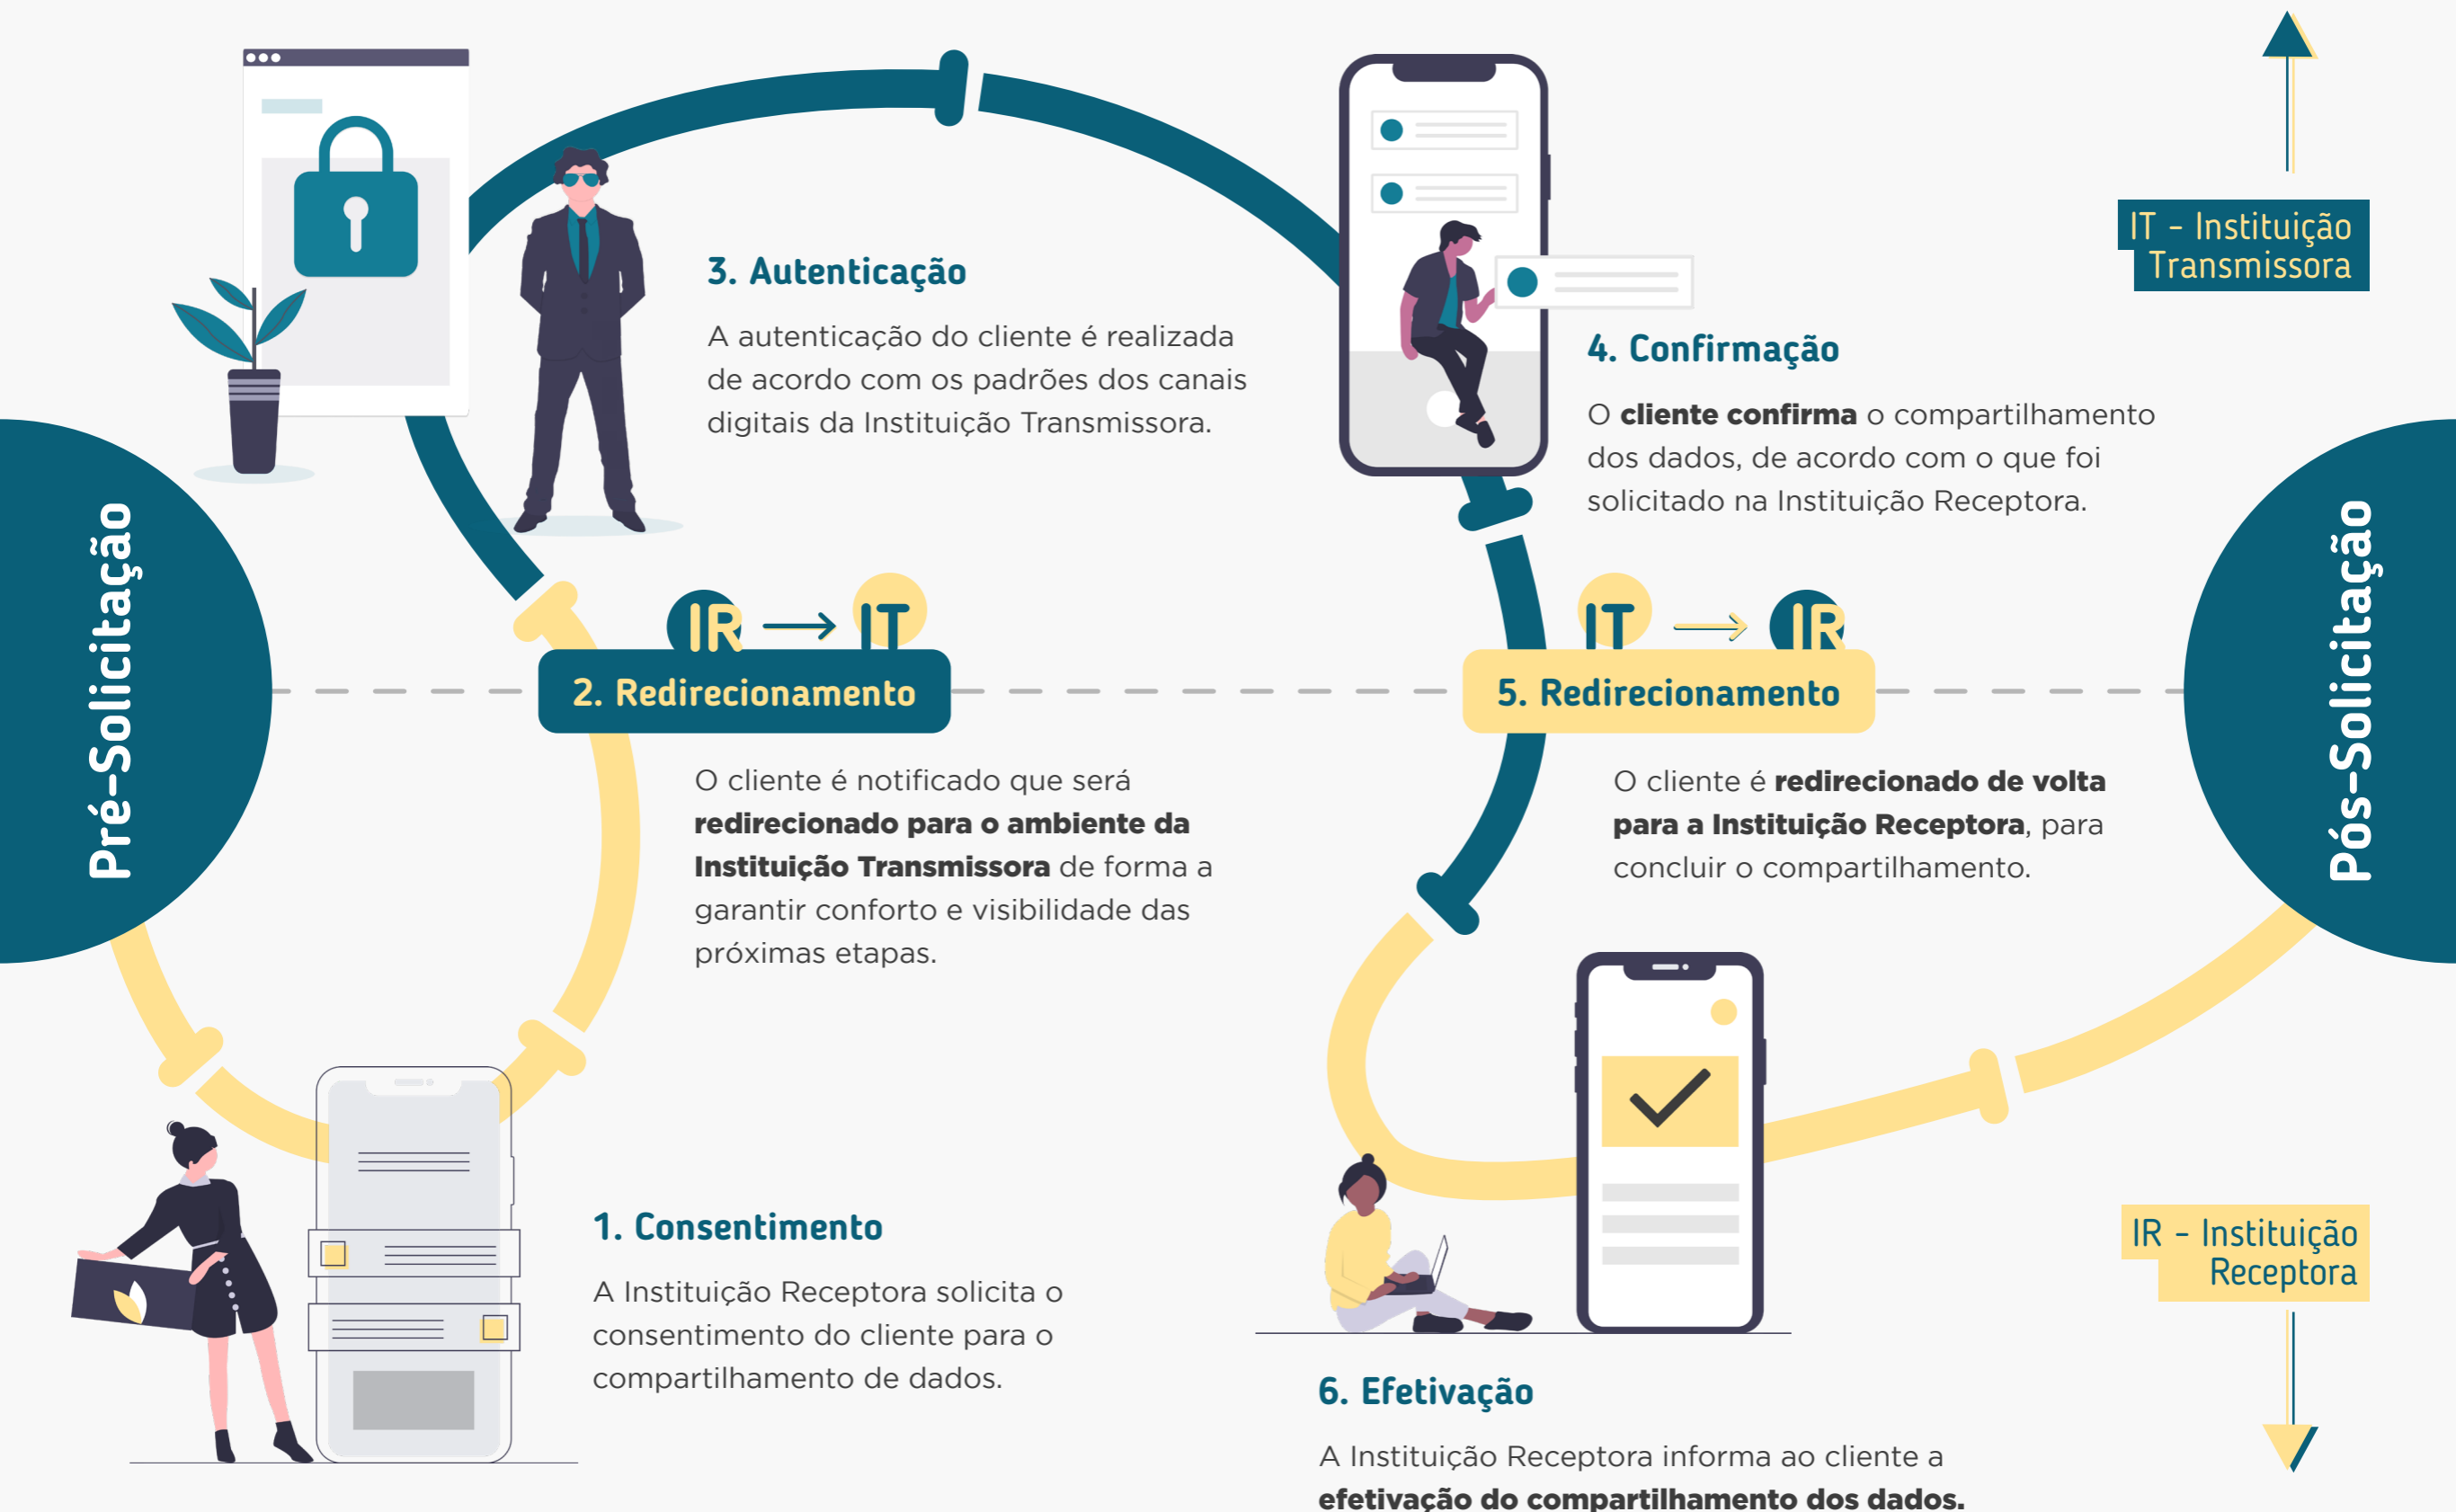 Pré-Solicitação
1. Consentimento
A Instituição Receptora solicita o
consentimento do cliente para o
compartilhamento de dados.
IR → IT
2. Redirecionamento
O cliente é notificado que será
redirecionado para o ambiente da
Instituição Transmissora de forma a
garantir conforto e visibilidade das
próximas etapas.
3. Autenticação
A autenticação do cliente é realizada
de acordo com os padrões dos canais
digitais da Instituição Transmissora.
4. Confirmação
O cliente confirma o compartilhamento
dos dados, de acordo com o que foi
solicitado na Instituição Receptora.
IT → IR
5. Redirecionamento
O cliente é redirecionado de volta
para a Instituição Receptora, para
concluir o compartilhamento.
6. Efetivação
A Instituição Receptora informa ao cliente a
efetivação do compartilhamento dos dados.
Pós-Solicitação
IT - Instituição
Transmissora
IR - Instituição
Receptora